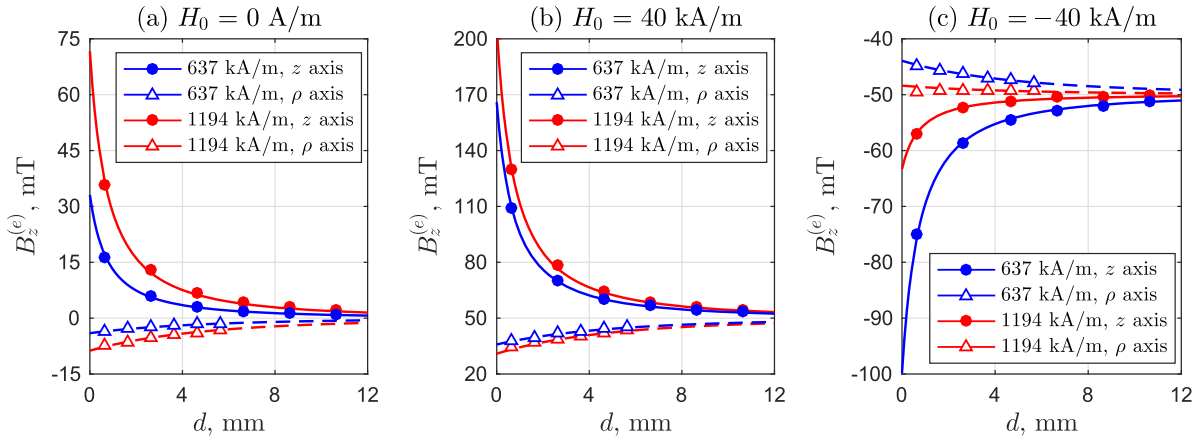 (a) H₀ = 0 A/m
75
60
45
30
15
0
-15
0
4
8
12
B_z^(e), mT
d, mm
637 kA/m, z axis
637 kA/m, ρ axis
1194 kA/m, z axis
1194 kA/m, ρ axis
(b) H₀ = 40 kA/m
200
170
140
110
80
50
20
0
4
8
12
B_z^(e), mT
d, mm
637 kA/m, z axis
637 kA/m, ρ axis
1194 kA/m, z axis
1194 kA/m, ρ axis
(c) H₀ = −40 kA/m
-40
-50
-60
-70
-80
-90
-100
0
4
8
12
B_z^(e), mT
d, mm
637 kA/m, z axis
637 kA/m, ρ axis
1194 kA/m, z axis
1194 kA/m, ρ axis